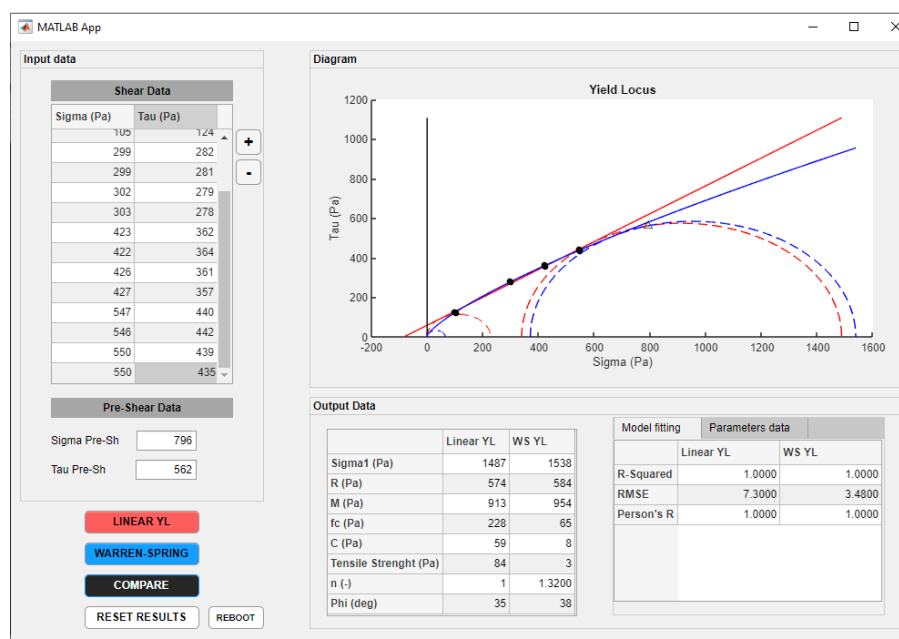 MATLAB App
Input data
Shear Data
Sigma (Pa) Tau (Pa)
105 124
299 282
299 281
302 279
303 278
423 362
422 364
426 361
427 357
547 440
546 442
550 439
550 435
+
-
Pre-Shear Data
Sigma Pre-Sh 796
Tau Pre-Sh 562
LINEAR YL
WARREN-SPRING
COMPARE
RESET RESULTS REBOOT
Diagram
Yield Locus
Tau (Pa)
1200
1000
800
600
400
200
0
-200 0 200 400 600 800 1000 1200 1400 1600
Sigma (Pa)
Output Data
Linear YL WS YL
Sigma1 (Pa) 1487 1538
R (Pa) 574 584
M (Pa) 913 954
fc (Pa) 228 65
C (Pa) 59 8
Tensile Strenght (Pa) 84 3
n (-) 1 1.3200
Phi (deg) 35 38
Model fitting Parameters data
Linear YL WS YL
R-Squared 1.0000 1.0000
RMSE 7.3000 3.4800
Person's R 1.0000 1.0000